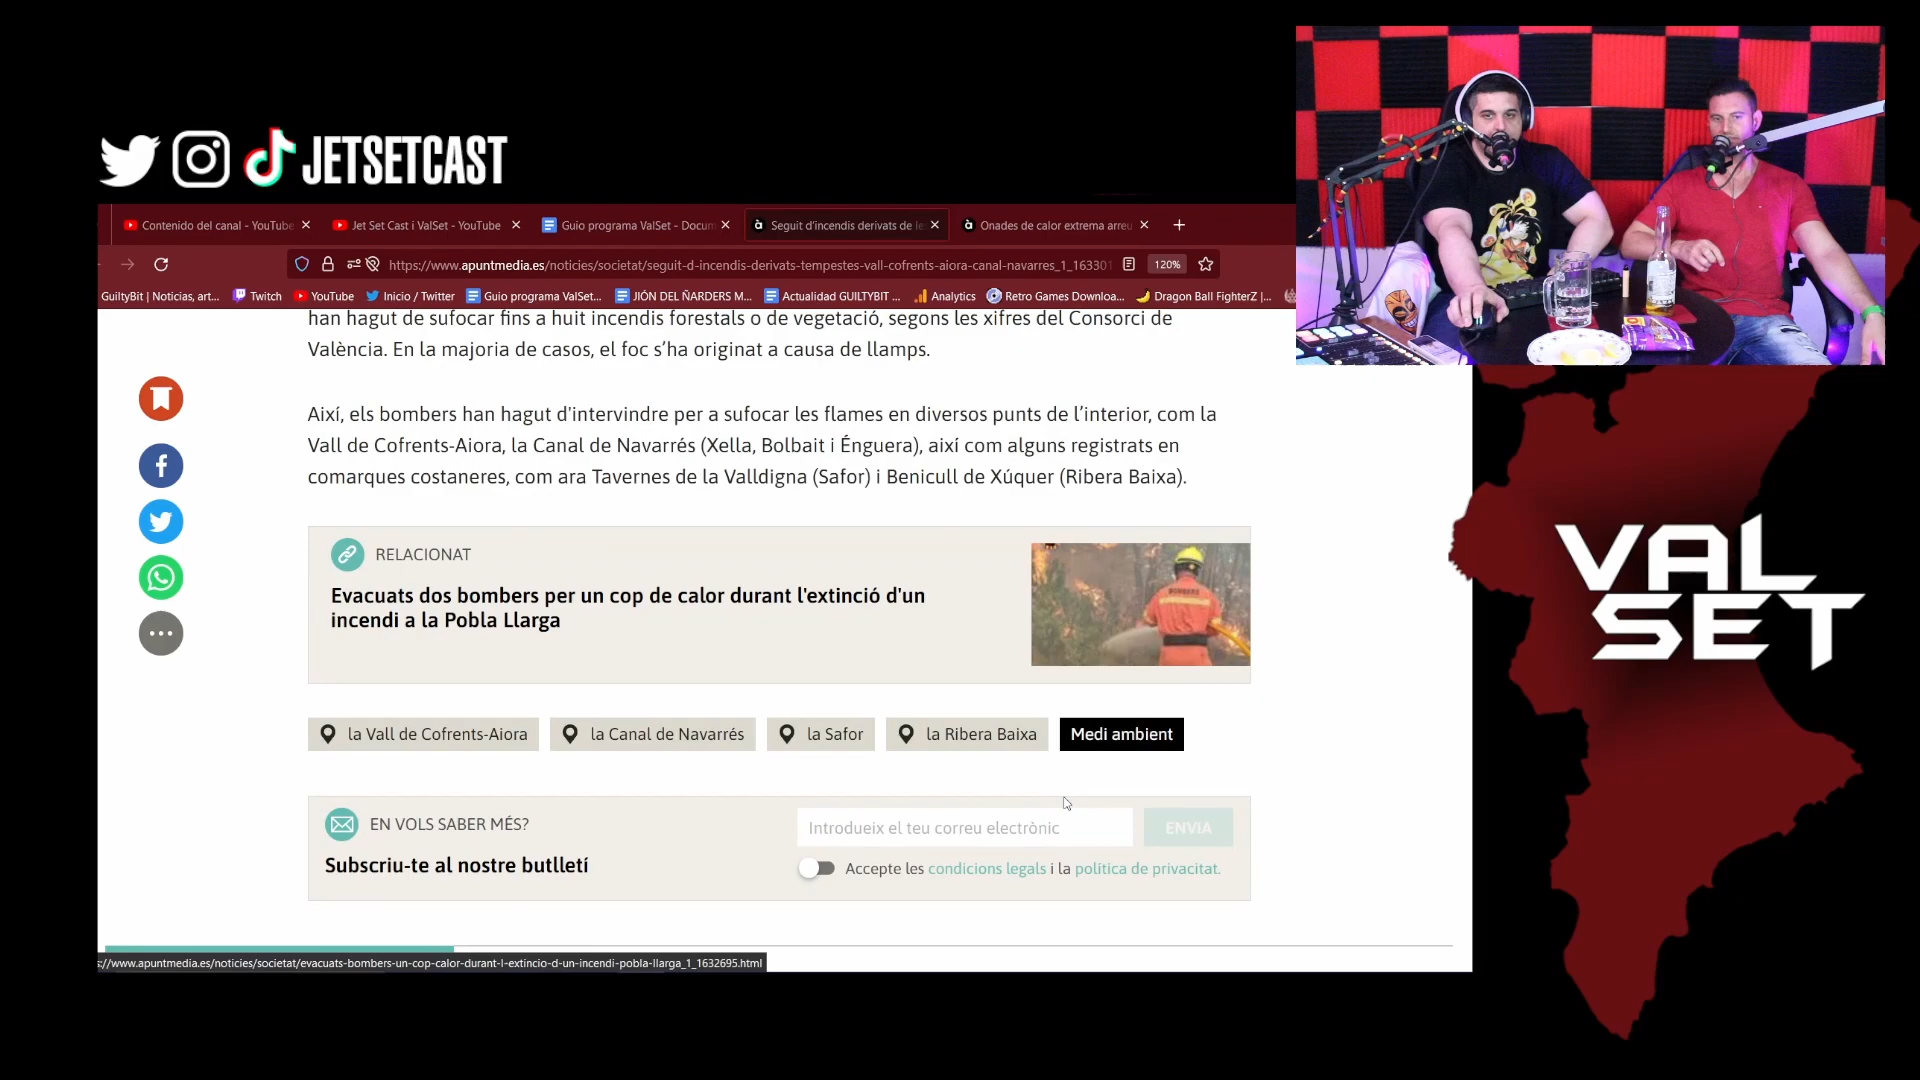 JETSETCAST
Contenido del canal - YouTube
Jet Set Cast i ValSet - YouTube
Guio programa ValSet - Docum
Seguit d'incendis derivats de le
Onades de calor extrema arreu
https://www.apuntmedia.es/noticies/societat/seguit-d-incendis-derivats-tempestes-vall-cofrents-aiora-canal-navarres_1_163301
120%
GuiltyBit | Noticias, art...
Twitch
YouTube
Inicio / Twitter
Guio programa ValSet...
JIÓN DEL ÑARDERS M...
Actualidad GUILTYBIT ...
Analytics
Retro Games Downloa...
Dragon Ball FighterZ |...
han hagut de sufocar fins a huit incendis forestals o de vegetació, segons les xifres del Consorci de
València. En la majoria de casos, el foc s’ha originat a causa de llamps.
Així, els bombers han hagut d'intervindre per a sufocar les flames en diversos punts de l’interior, com la
Vall de Cofrents-Aiora, la Canal de Navarrés (Xella, Bolbait i Énguera), així com alguns registrats en
comarques costaneres, com ara Tavernes de la Valldigna (Safor) i Benicull de Xúquer (Ribera Baixa).
RELACIONAT
Evacuats dos bombers per un cop de calor durant l'extinció d'un
incendi a la Pobla Llarga
BOMBERS
la Vall de Cofrents-Aiora
la Canal de Navarrés
la Safor
la Ribera Baixa
Medi ambient
EN VOLS SABER MÉS?
Subscriu-te al nostre butlletí
Introdueix el teu correu electrònic
ENVIA
Accepte les condicions legals i la política de privacitat.
s://www.apuntmedia.es/noticies/societat/evacuats-bombers-un-cop-calor-durant-l-extincio-d-un-incendi-pobla-llarga_1_1632695.html
VAL
SET